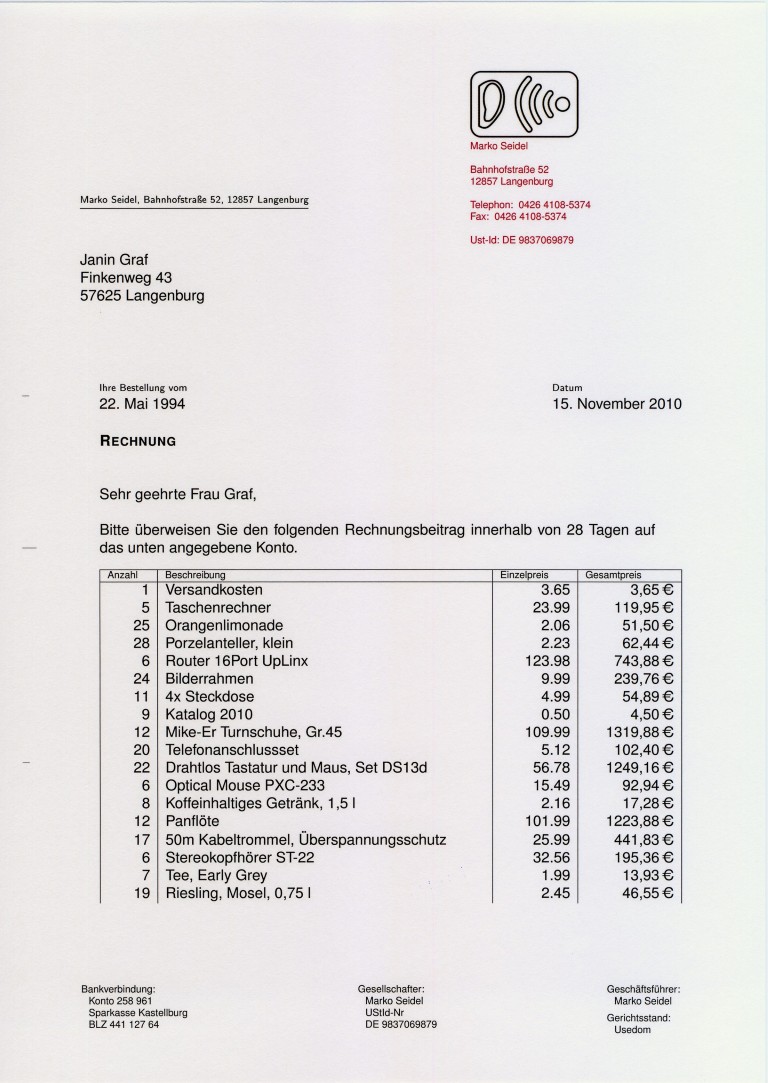 Marko Seidel
Bahnhofstraße 52
12857 Langenburg
Telephon: 0426 4108-5374
Fax: 0426 4108-5374
Ust-Id: DE 9837069879
Marko Seidel, Bahnhofstraße 52, 12857 Langenburg
Janin Graf
Finkenweg 43
57625 Langenburg
Ihre Bestellung vom Datum
22. Mai 1994 15. November 2010
RECHNUNG
Sehr geehrte Frau Graf,
Bitte überweisen Sie den folgenden Rechnungsbeitrag innerhalb von 28 Tagen auf
das unten angegebene Konto.
Anzahl Beschreibung Einzelpreis Gesamtpreis
1 Versandkosten 3.65 3,65 €
5 Taschenrechner 23.99 119,95 €
25 Orangenlimonade 2.06 51,50 €
28 Porzelanteller, klein 2.23 62,44 €
6 Router 16Port UpLinx 123.98 743,88 €
24 Bilderrahmen 9.99 239,76 €
11 4x Steckdose 4.99 54,89 €
9 Katalog 2010 0.50 4,50 €
12 Mike-Er Turnschuhe, Gr.45 109.99 1319,88 €
20 Telefonanschlussset 5.12 102,40 €
22 Drahtlos Tastatur und Maus, Set DS13d 56.78 1249,16 €
6 Optical Mouse PXC-233 15.49 92,94 €
8 Koffeinhaltiges Getränk, 1,5 l 2.16 17,28 €
12 Panflöte 101.99 1223,88 €
17 50m Kabeltrommel, Überspannungsschutz 25.99 441,83 €
6 Stereokopfhörer ST-22 32.56 195,36 €
7 Tee, Early Grey 1.99 13,93 €
19 Riesling, Mosel, 0,75 l 2.45 46,55 €
Bankverbindung:
Konto 258 961
Sparkasse Kastellburg
BLZ 441 127 64
Gesellschafter:
Marko Seidel
UStId-Nr
DE 9837069879
Geschäftsführer:
Marko Seidel
Gerichtsstand:
Usedom